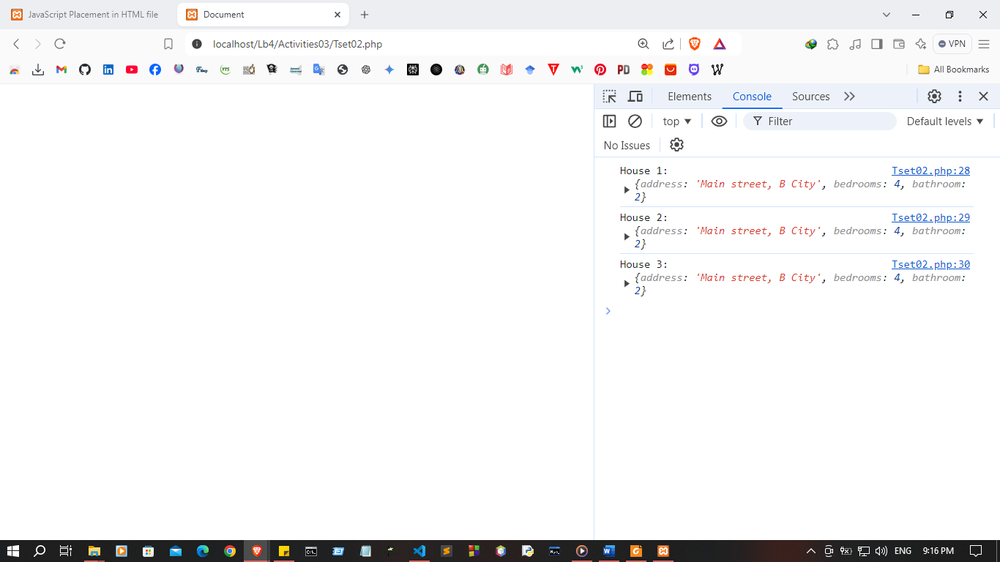 JavaScript Placement in HTML file
Document
localhost/Lb4/Activities03/Tset02.php
VPN
All Bookmarks
Elements Console Sources
top Filter Default levels
No Issues
House 1: Tset02.php:28
{address: 'Main street, B City', bedrooms: 4, bathroom:
2}
House 2: Tset02.php:29
{address: 'Main street, B City', bedrooms: 4, bathroom:
2}
House 3: Tset02.php:30
{address: 'Main street, B City', bedrooms: 4, bathroom:
2}
ENG 9:16 PM